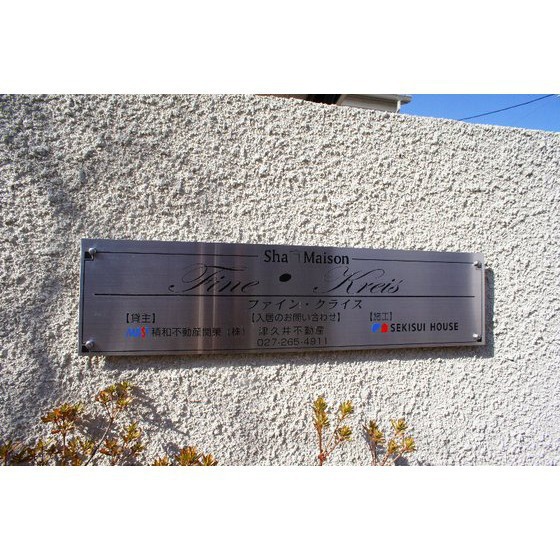 Sha Maison
Fine・Kreis
ファイン・クライス
【貸主】 【入居のお問い合わせ】 【施工】
MAST 積和不動産関東(株) 津久井不動産 SEKISUI HOUSE
027-265-4911